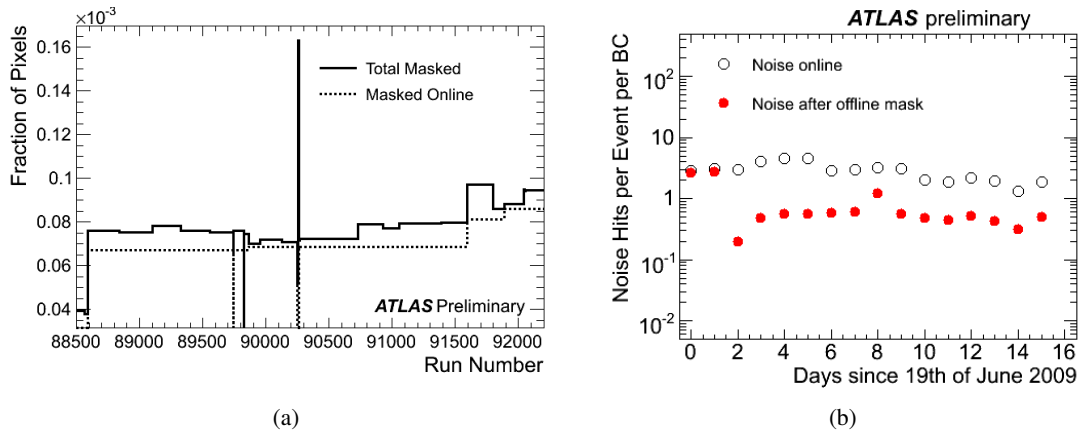 ×10⁻³
Fraction of Pixels
0.16
0.14
0.12
0.1
0.08
0.06
0.04
Total Masked
Masked Online
ATLAS Preliminary
88500 89000 89500 90000 90500 91000 91500 92000
Run Number
(a)
ATLAS preliminary
Noise Hits per Event per BC
10²
10
1
10⁻¹
10⁻²
Noise online
Noise after offline mask
0 2 4 6 8 10 12 14 16
Days since 19th of June 2009
(b)